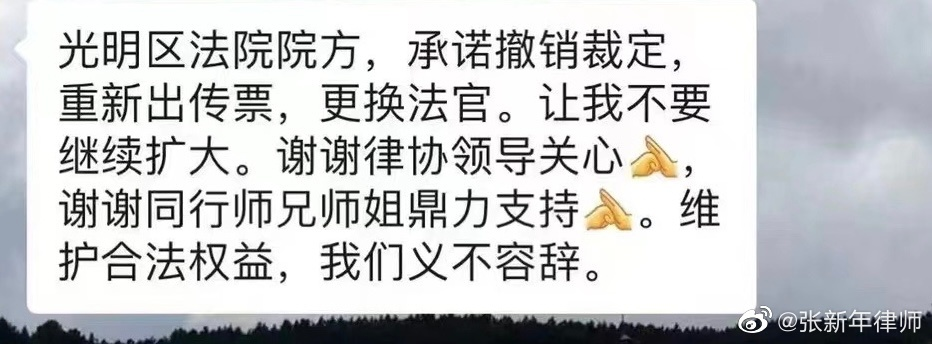 光明区法院院方，承诺撤销裁定，
重新出传票，更换法官。让我不要
继续扩大。谢谢律协领导关心🙏，
谢谢同行师兄师姐鼎力支持🙏。维
护合法权益，我们义不容辞。
@张新年律师